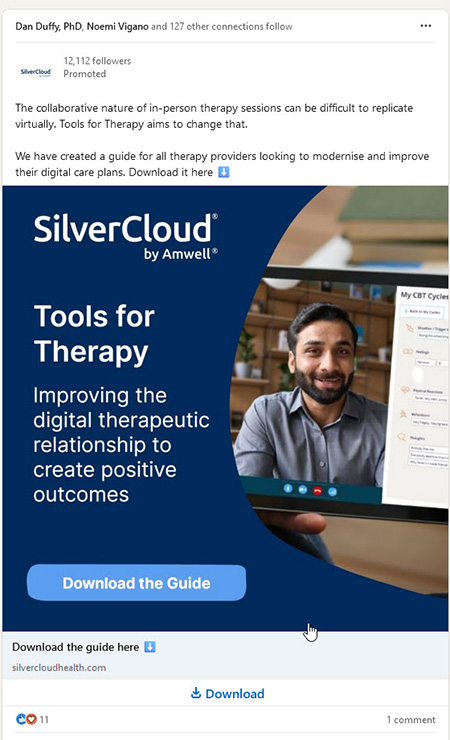 Dan Duffy, PhD, Noemi Vigano and 127 other connections follow
SilverCloud
12,112 followers
Promoted
The collaborative nature of in-person therapy sessions can be difficult to replicate
virtually. Tools for Therapy aims to change that.
We have created a guide for all therapy providers looking to modernise and improve
their digital care plans. Download it here ⬇️
SilverCloud®
by Amwell®
Tools for
Therapy
Improving the
digital therapeutic
relationship to
create positive
outcomes
Download the Guide
My CBT Cycles
Back to My Cycles
Feelings
Behaviours
Thoughts
Download the guide here ⬇️
silvercloudhealth.com
Download
11
1 comment